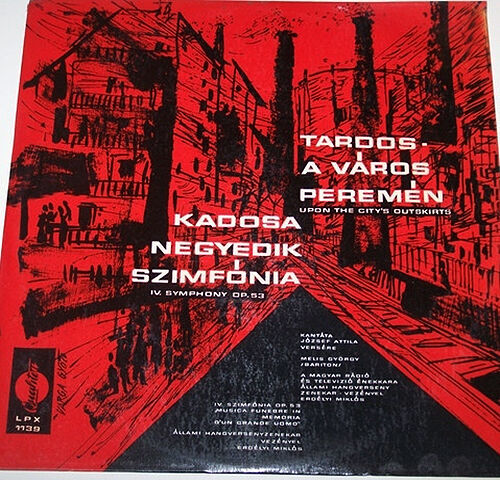 TARDOS·
A VÁROS
PEREMÉN
UPON THE CITY'S OUTSKIRTS
KADOSA
NEGYEDIK
SZIMFÓNIA
IV. SYMPHONY OP.53
KANTÁTA
JÓZSEF ATTILA
VERSÉRE
MELIS GYÖRGY
/BARITON/
A MAGYAR RÁDIÓ
ÉS TELEVIZIÓ ÉNEKKARA
ÁLLAMI HANGVERSENY
ZENEKAR · VEZÉNYEL
ERDÉLYI MIKLÓS
IV. SZIMFÓNIA OP. 53
„MUSICA FUNEBRE IN
MEMORIA
D'UN GRANDE UOMO”
ÁLLAMI HANGVERSENYZENEKAR
VEZÉNYEL
ERDÉLYI MIKLÓS
Qualiton
LPX
1139